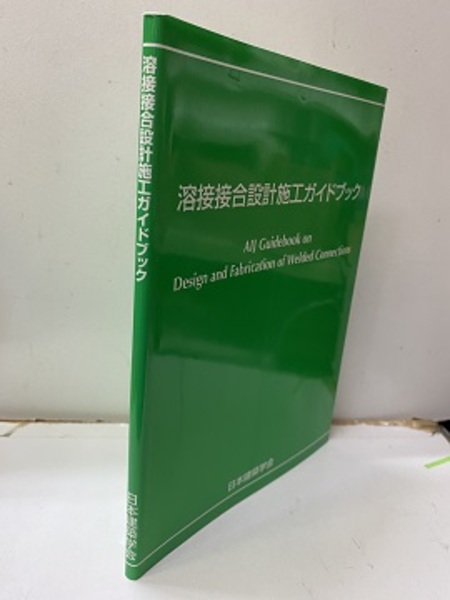 溶接接合設計施工ガイドブック
日本建築学会
溶接接合設計施工ガイドブック
AIJ Guidebook on
Design and Fabrication of Welded Connections
日本建築学会